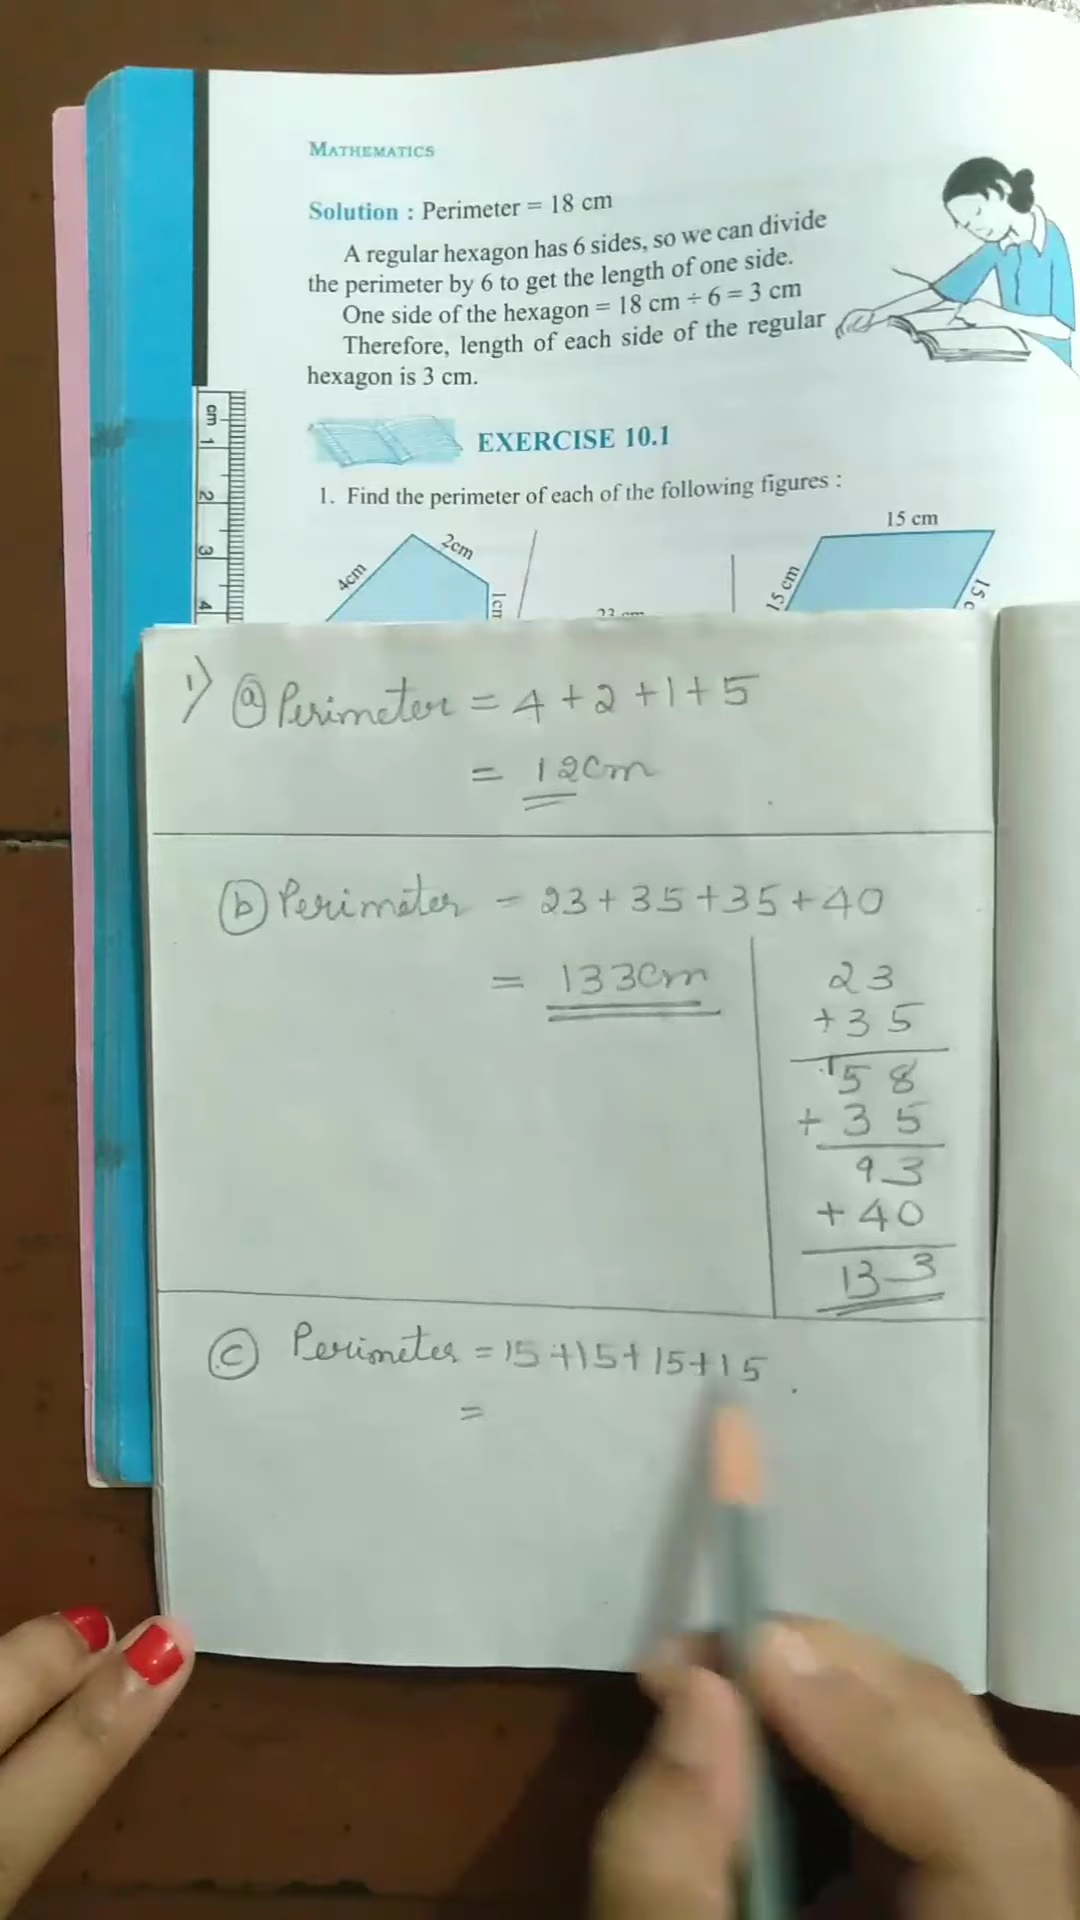 MATHEMATICS
Solution : Perimeter = 18 cm
A regular hexagon has 6 sides, so we can divide
the perimeter by 6 to get the length of one side.
One side of the hexagon = 18 cm ÷ 6 = 3 cm
Therefore, length of each side of the regular
hexagon is 3 cm.
cm 1
2
3
4
EXERCISE 10.1
1. Find the perimeter of each of the following figures :
4cm
2cm
1cm
15 cm
15 cm
15 c
1) (a) Perimeter = 4+2+1+5
= 12cm
(b) Perimeter = 23+35+35+40
= 133cm
23
+35
1
58
+35
93
+40
133
(c) Perimeter = 15+15+15+15
=